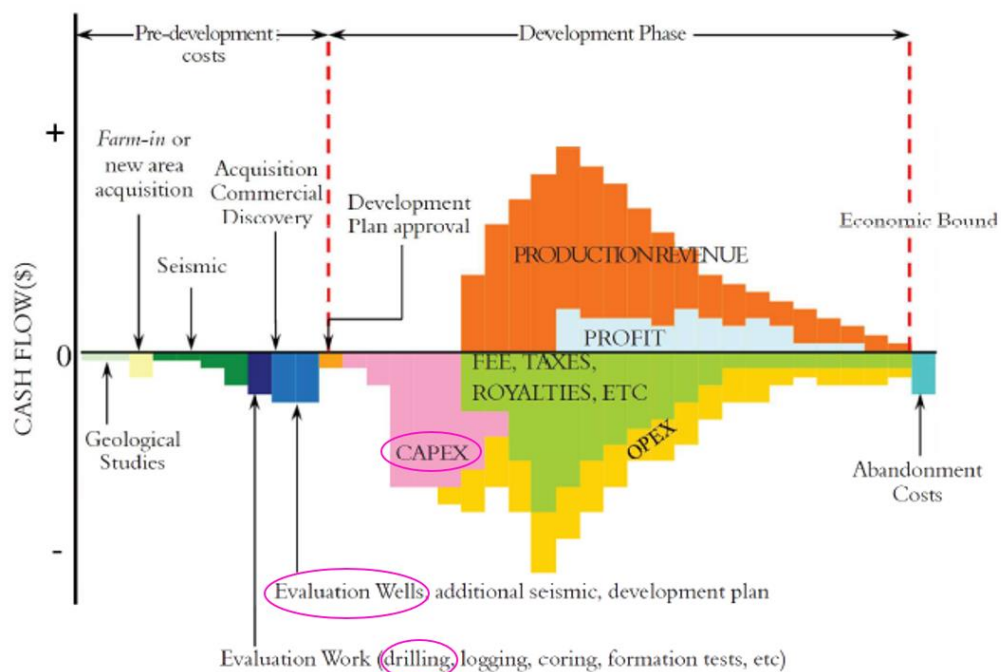 Pre-development
costs
Development Phase
+
Farm-in or
new area
acquisition
Acquisition
Commercial
Discovery
Development
Plan approval
Economic Bound
Seismic
PRODUCTION REVENUE
PROFIT
0
FEE, TAXES,
ROYALTIES, ETC
CASH FLOW($)
Geological
Studies
CAPEX
OPEX
Abandonment
Costs
-
Evaluation Wells, additional seismic, development plan
Evaluation Work (drilling, logging, coring, formation tests, etc)